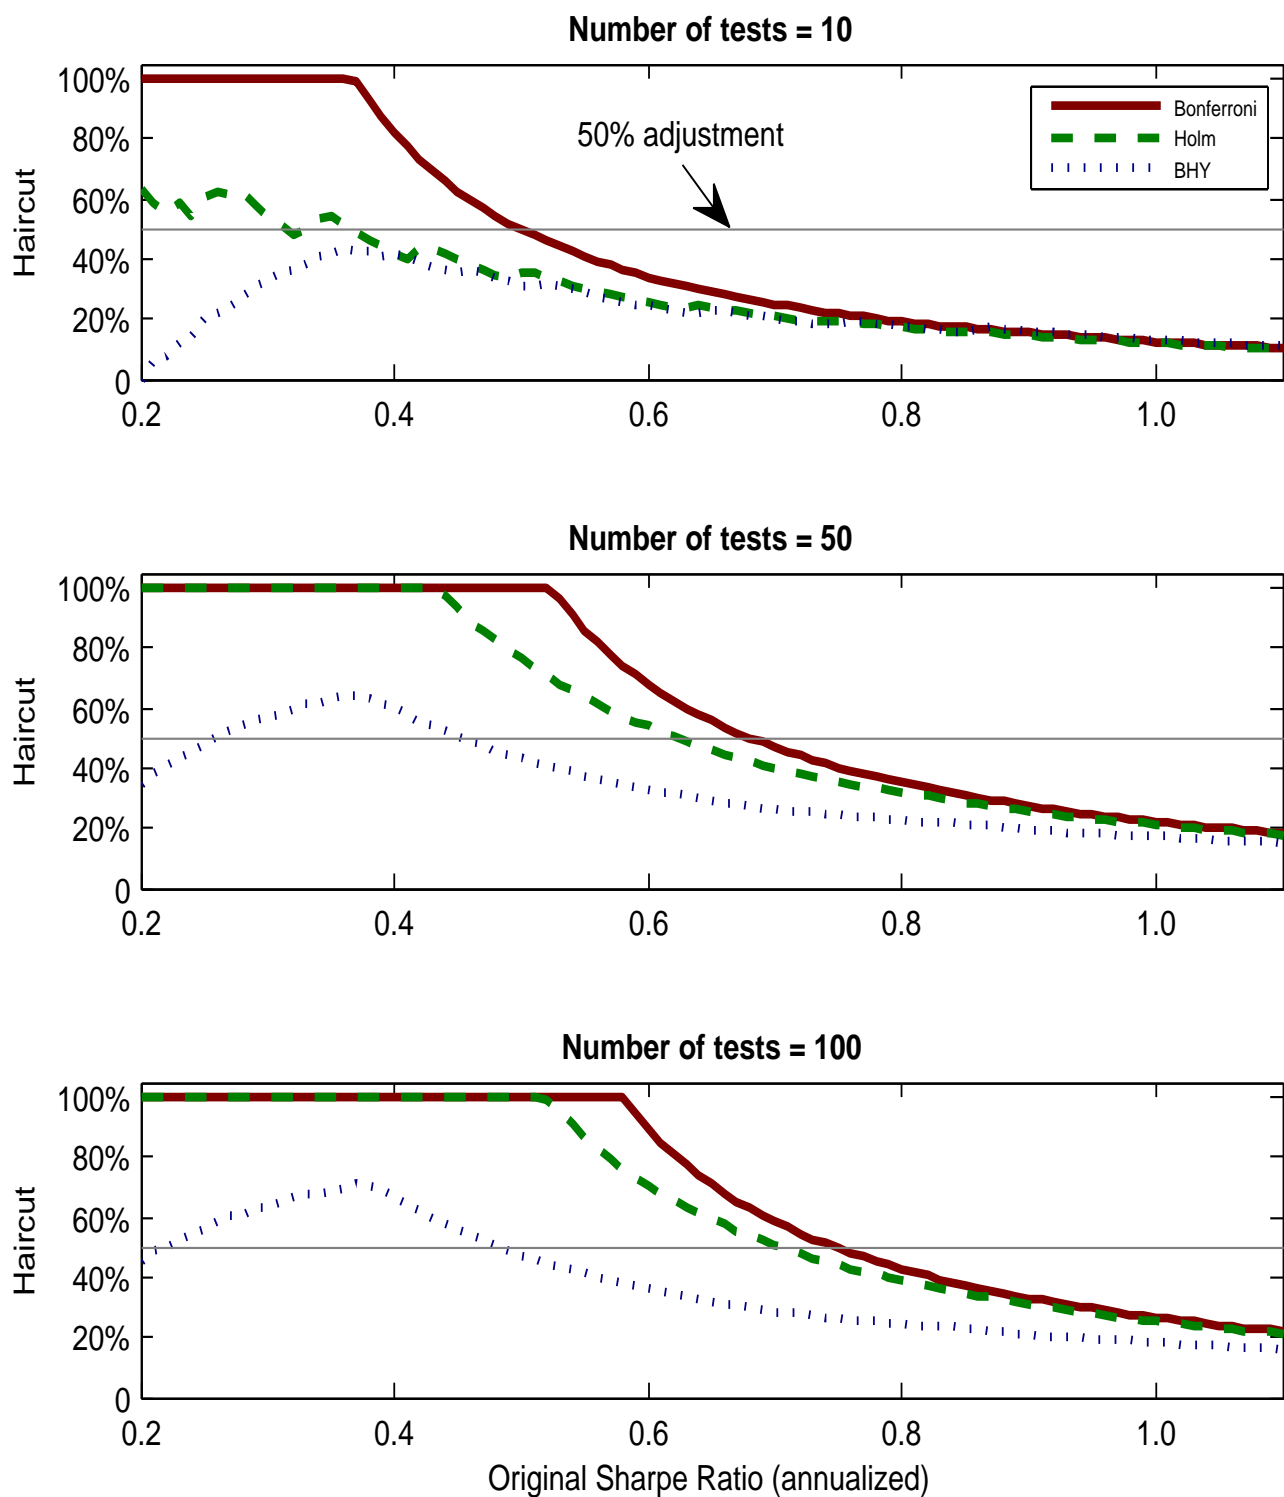 Number of tests = 10
100%
80%
60%
40%
20%
0
Haircut
50% adjustment
Bonferroni
Holm
BHY
0.2 0.4 0.6 0.8 1.0
Number of tests = 50
100%
80%
60%
40%
20%
0
Haircut
0.2 0.4 0.6 0.8 1.0
Number of tests = 100
100%
80%
60%
40%
20%
0
Haircut
0.2 0.4 0.6 0.8 1.0
Original Sharpe Ratio (annualized)